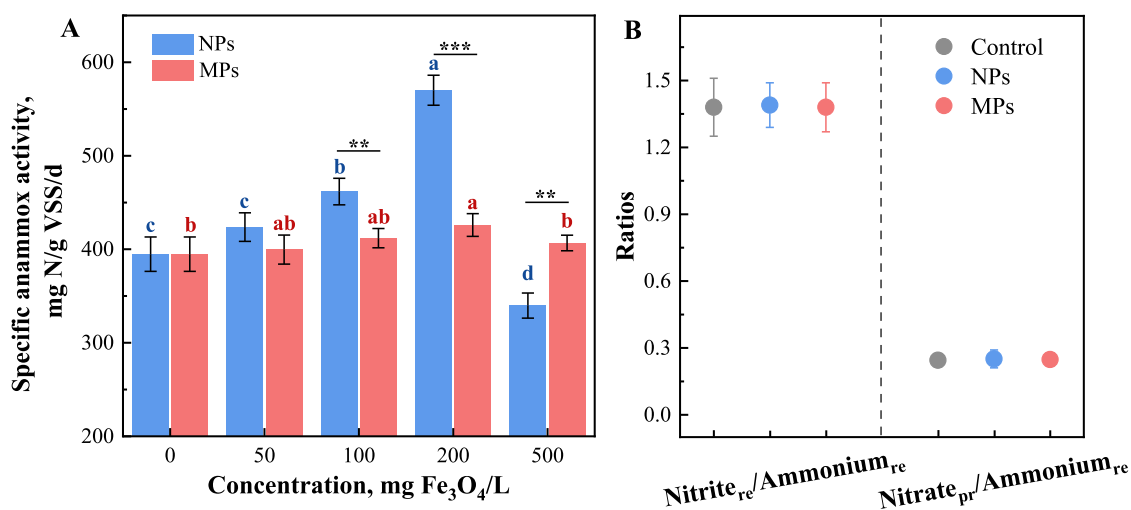 A
NPs
MPs
600
500
400
300
200
Specific anammox activity,
mg N/g VSS/d
c
b
c
ab
b
**
ab
a
***
a
d
**
b
0
50
100
200
500
Concentration, mg Fe₃O₄/L
B
Control
NPs
MPs
1.5
1.2
0.9
0.6
0.3
0.0
Ratios
Nitriteᵣₑ/Ammoniumᵣₑ
Nitrateₚᵣ/Ammoniumᵣₑ